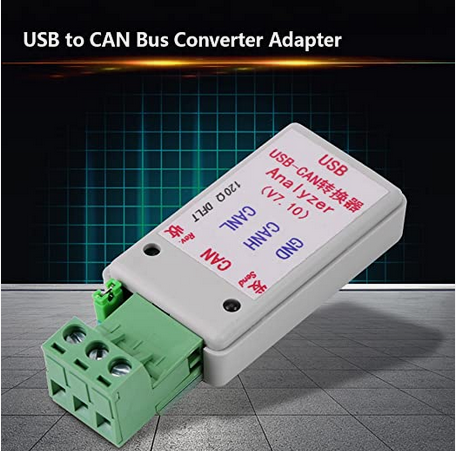 USB to CAN Bus Converter Adapter
USB
USB-CAN转换器
Analyzer
(V7.10)
120Ω DFLT
GND
CANH
CANL
CAN
收 Rev.
Send